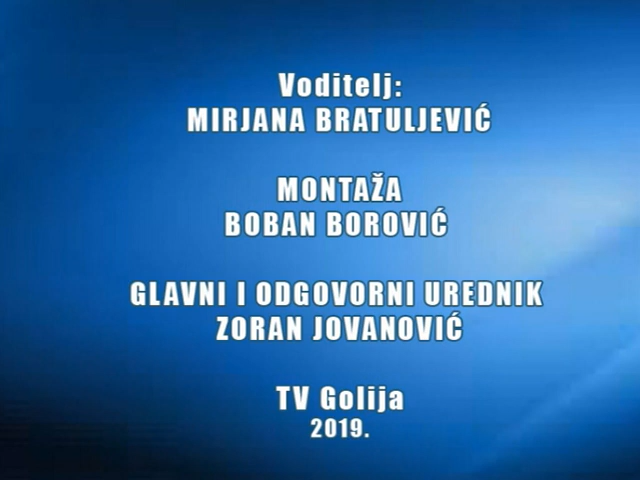 Voditelj:
MIRJANA BRATULJEVIĆ
MONTAŽA
BOBAN BOROVIĆ
GLAVNI I ODGOVORNI UREDNIK
ZORAN JOVANOVIĆ
TV Golija
2019.